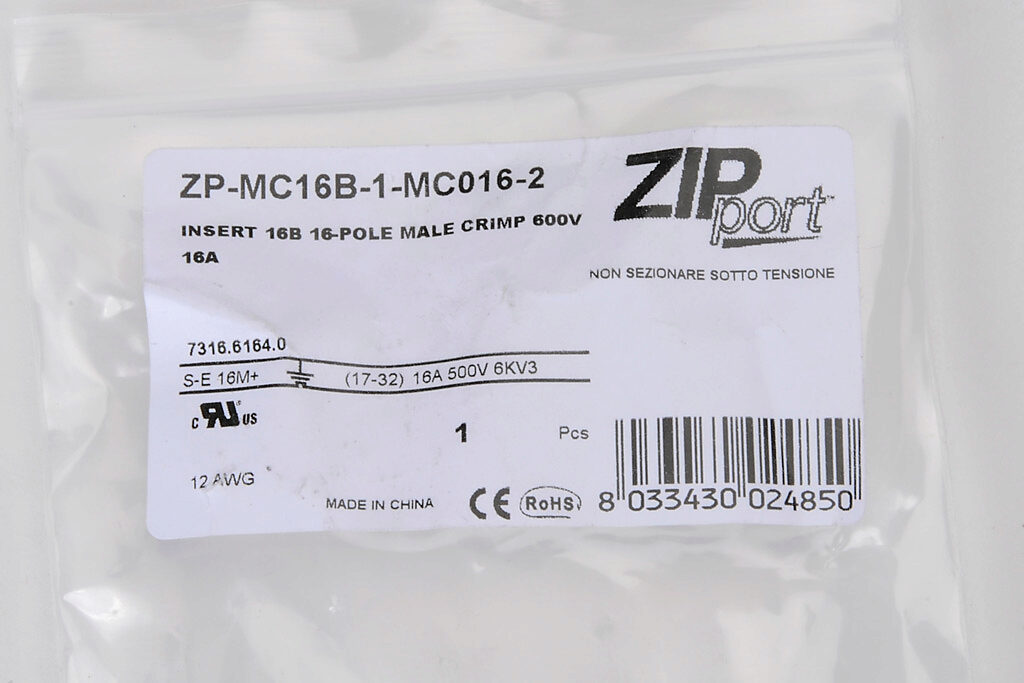 ZP-MC16B-1-MC016-2
INSERT 16B 16-POLE MALE CRIMP 600V
16A
ZIPport™
NON SEZIONARE SOTTO TENSIONE
7316.6164.0
S-E 16M+ (17-32) 16A 500V 6KV3
c RU® US
1 Pcs
12 AWG
MADE IN CHINA
CE RoHS
8 033430 024850